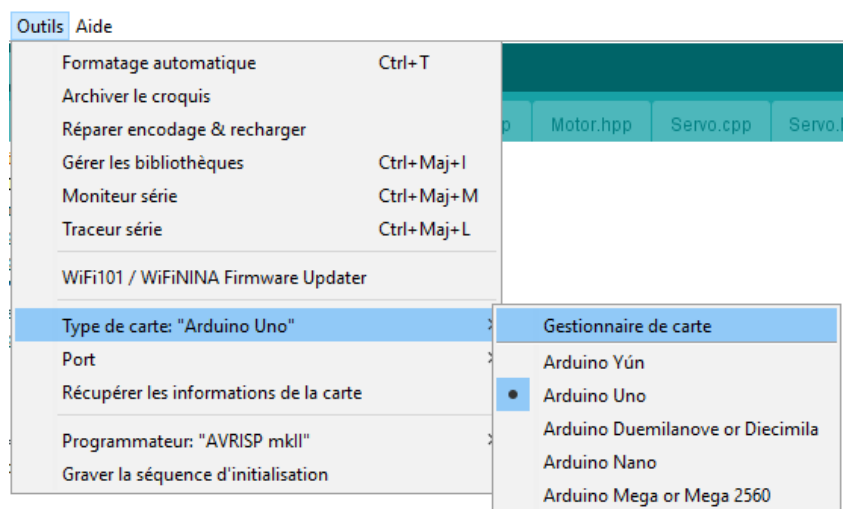 Outils Aide
Formatage automatique Ctrl+T
Archiver le croquis
Réparer encodage & recharger
p Motor.hpp Servo.cpp Servo.
Gérer les bibliothèques Ctrl+Maj+I
Moniteur série Ctrl+Maj+M
Traceur série Ctrl+Maj+L
WiFi101 / WiFiNINA Firmware Updater
Type de carte: "Arduino Uno"
Port
Récupérer les informations de la carte
Programmateur: "AVRISP mkII"
Graver la séquence d'initialisation
Gestionnaire de carte
Arduino Yún
Arduino Uno
Arduino Duemilanove or Diecimila
Arduino Nano
Arduino Mega or Mega 2560